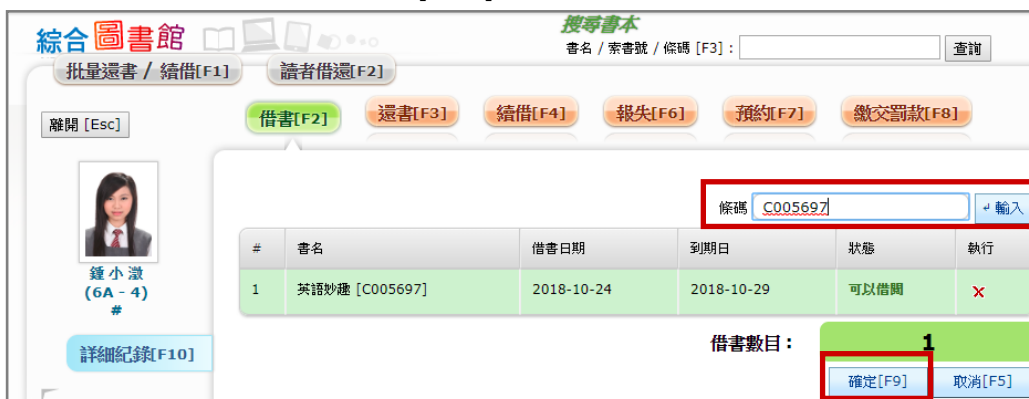 搜尋書本
綜合圖書館
書名 / 索書號 / 條碼 [F3] : 查詢
批量還書 / 續借[F1] 讀者借還[F2]
離開 [Esc] 借書[F2] 還書[F3] 續借[F4] 報失[F6] 預約[F7] 繳交罰款[F8]
條碼 C005697 ↵ 輸入
# 書名 借書日期 到期日 狀態 執行
1 英語妙趣 [C005697] 2018-10-24 2018-10-29 可以借閱 x
鍾小澂
(6A - 4)
#
借書數目： 1
詳細紀錄[F10]
確定[F9] 取消[F5]